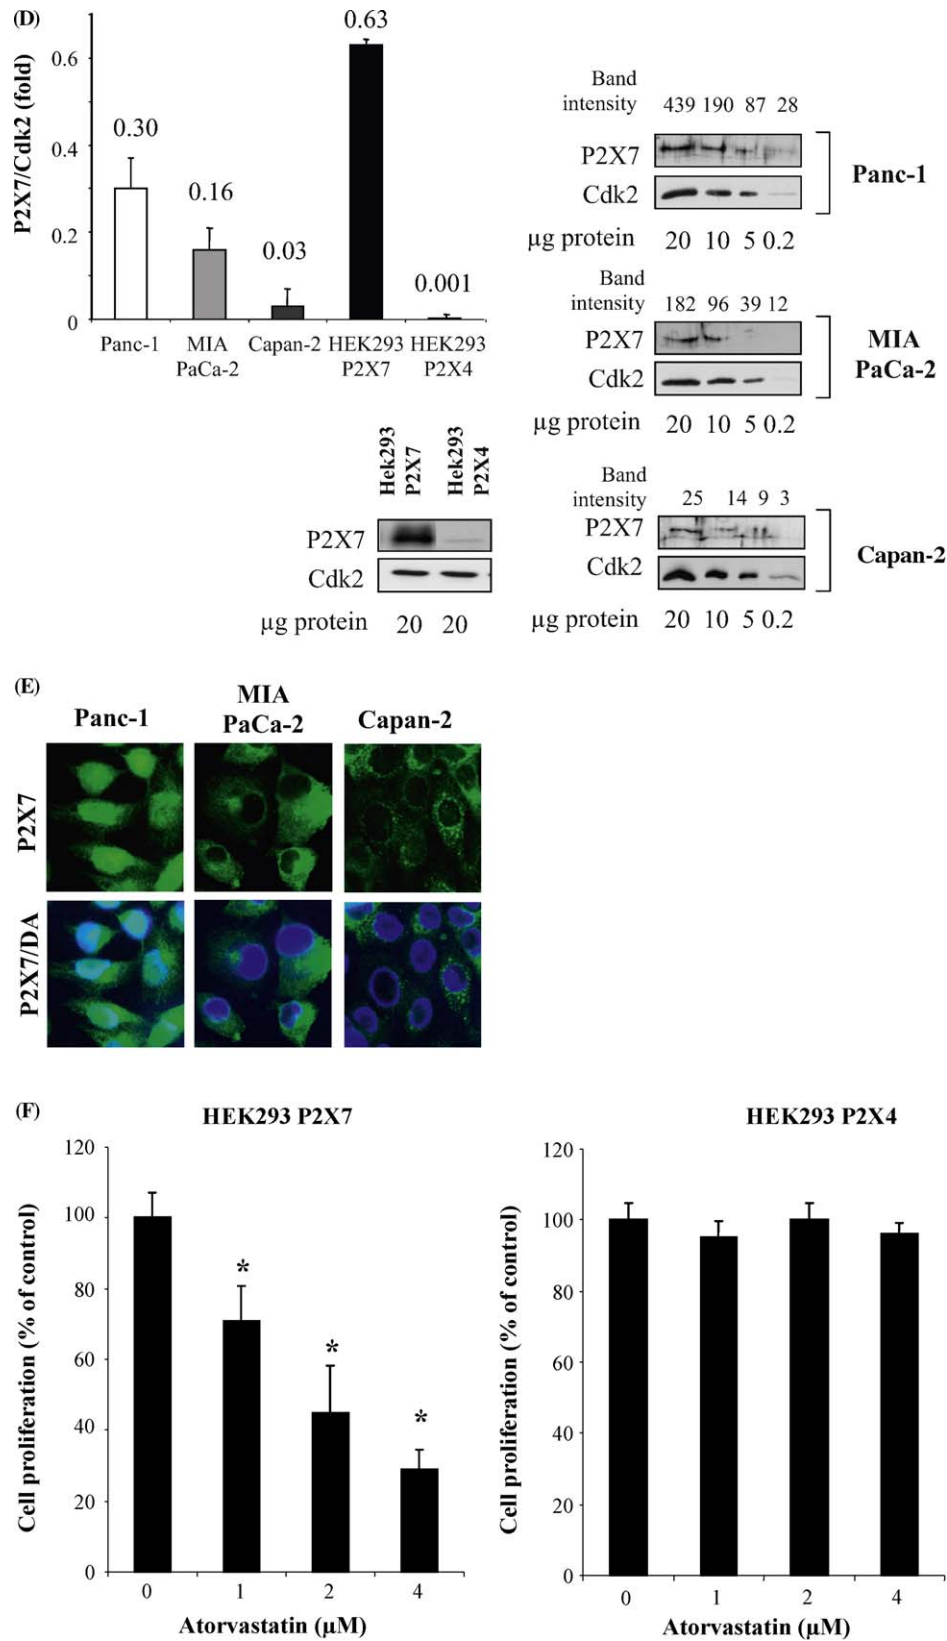 (D)
P2X7/Cdk2 (fold)
0.6
0.4
0.2
0
0.30
0.16
0.03
0.63
0.001
Panc-1
MIA
PaCa-2
Capan-2
HEK293
P2X7
HEK293
P2X4
Band
intensity
439 190 87 28
P2X7
Cdk2
µg protein 20 10 5 0.2
Panc-1
Band
intensity
182 96 39 12
P2X7
Cdk2
µg protein 20 10 5 0.2
MIA
PaCa-2
Hek293
P2X7
Hek293
P2X4
P2X7
Cdk2
µg protein 20 20
Band
intensity
25 14 9 3
P2X7
Cdk2
µg protein 20 10 5 0.2
Capan-2
(E)
Panc-1
MIA
PaCa-2
Capan-2
P2X7
P2X7/DA
(F)
HEK293 P2X7
Cell proliferation (% of control)
120
100
80
60
40
20
0
*
*
*
0 1 2 4
Atorvastatin (µM)
HEK293 P2X4
Cell proliferation (% of control)
120
100
80
60
40
20
0
0 1 2 4
Atorvastatin (µM)